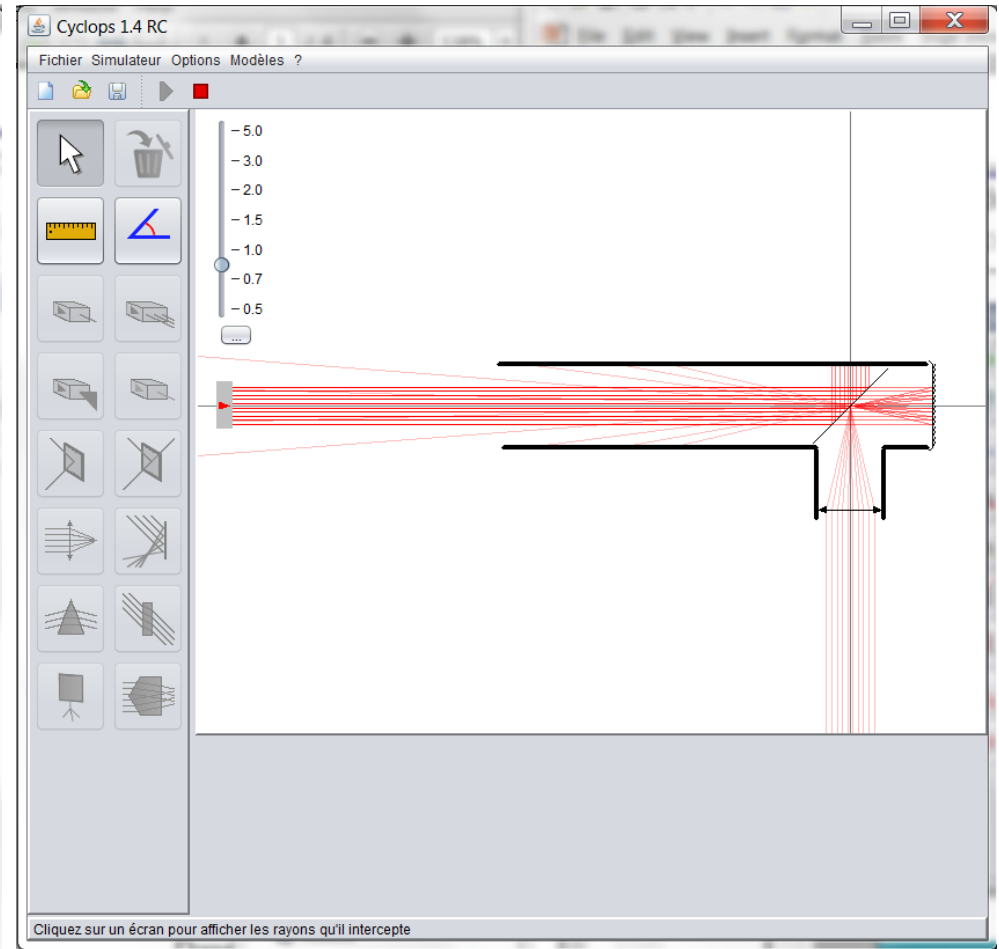 Cyclops 1.4 RC
Fichier Simulateur Options Modèles ?
– 5.0
– 3.0
– 2.0
– 1.5
– 1.0
– 0.7
– 0.5
...
Cliquez sur un écran pour afficher les rayons qu'il intercepte